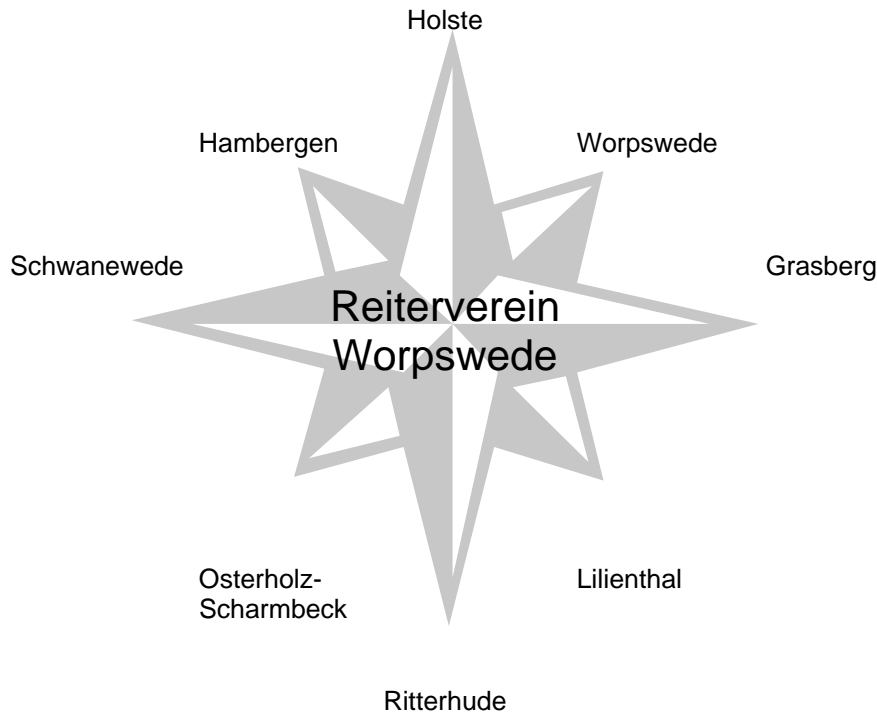 Holste
Hambergen
Worpswede
Schwanewede
Grasberg
Reiterverein
Worpswede
Osterholz-
Scharmbeck
Lilienthal
Ritterhude